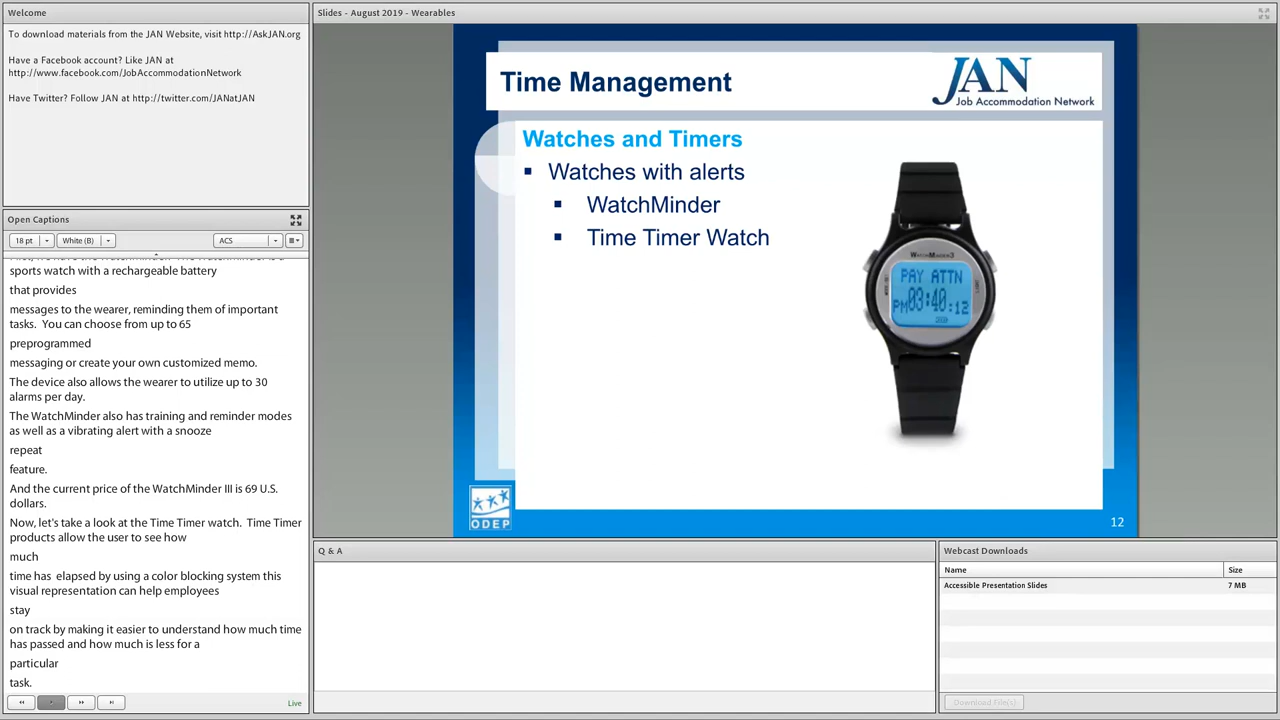 Welcome
To download materials from the JAN Website, visit http://AskJAN.org
Have a Facebook account? Like JAN at
http://www.facebook.com/JobAccommodationNetwork
Have Twitter? Follow JAN at http://twitter.com/JANatJAN
Open Captions
18 pt
White (B)
ACS
sports watch with a rechargeable battery
that provides
messages to the wearer, reminding them of important
tasks. You can choose from up to 65
preprogrammed
messaging or create your own customized memo.
The device also allows the wearer to utilize up to 30
alarms per day.
The WatchMinder also has training and reminder modes
as well as a vibrating alert with a snooze
repeat
feature.
And the current price of the WatchMinder III is 69 U.S.
dollars.
Now, let's take a look at the Time Timer watch. Time Timer
products allow the user to see how
much
time has elapsed by using a color blocking system this
visual representation can help employees
stay
on track by making it easier to understand how much time
has passed and how much is less for a
particular
task.
Live
Slides - August 2019 - Wearables
Time Management
JAN
Job Accommodation Network
Watches and Timers
Watches with alerts
WatchMinder
Time Timer Watch
WATCHMINDER3
PAY ATTN
PM03:40:12
ODEP
12
Q & A
Webcast Downloads
Name Size
Accessible Presentation Slides 7 MB
Download File(s)